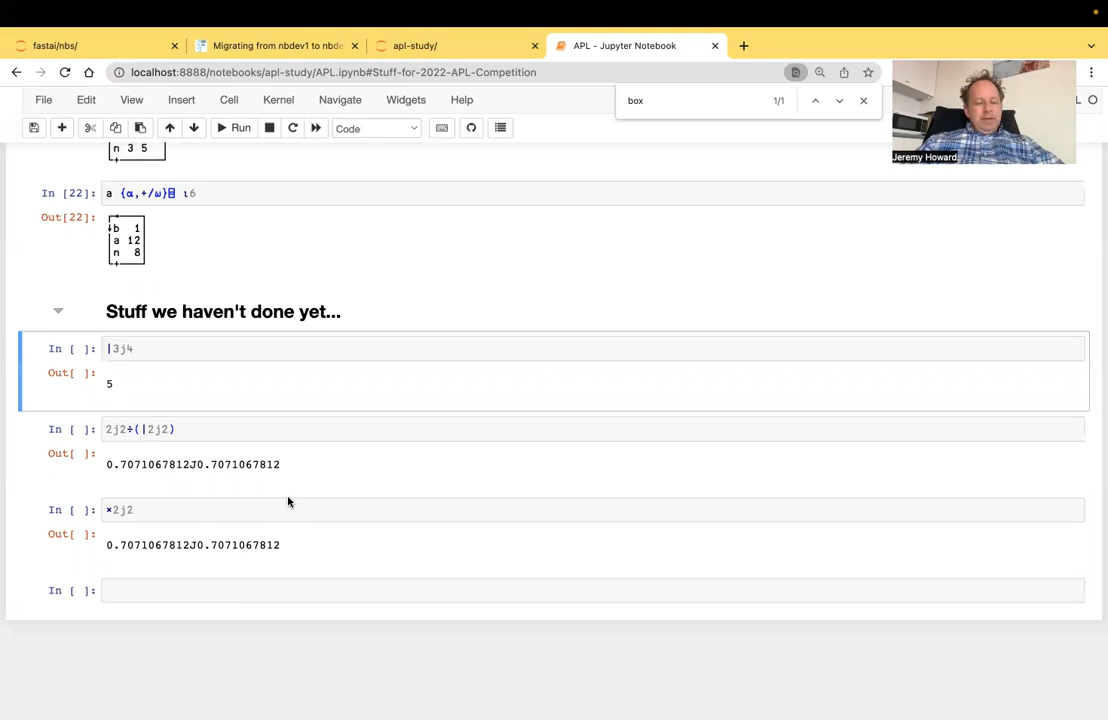 fastai/nbs/
Migrating from nbdev1 to nbde
apl-study/
APL - Jupyter Notebook
localhost:8888/notebooks/apl-study/APL.ipynb#Stuff-for-2022-APL-Competition
box
1/1
File Edit View Insert Cell Kernel Navigate Widgets Help
Run
Code
Jeremy Howard
n 3 5
In [22]: a {⍺,+/⍵}⌸ ⍳6
Out[22]:
b 1
a 12
n 8
Stuff we haven't done yet...
In [ ]: |3j4
Out[ ]:
5
In [ ]: 2j2÷(|2j2)
Out[ ]:
0.7071067812J0.7071067812
In [ ]: ×2j2
Out[ ]:
0.7071067812J0.7071067812
In [ ]: